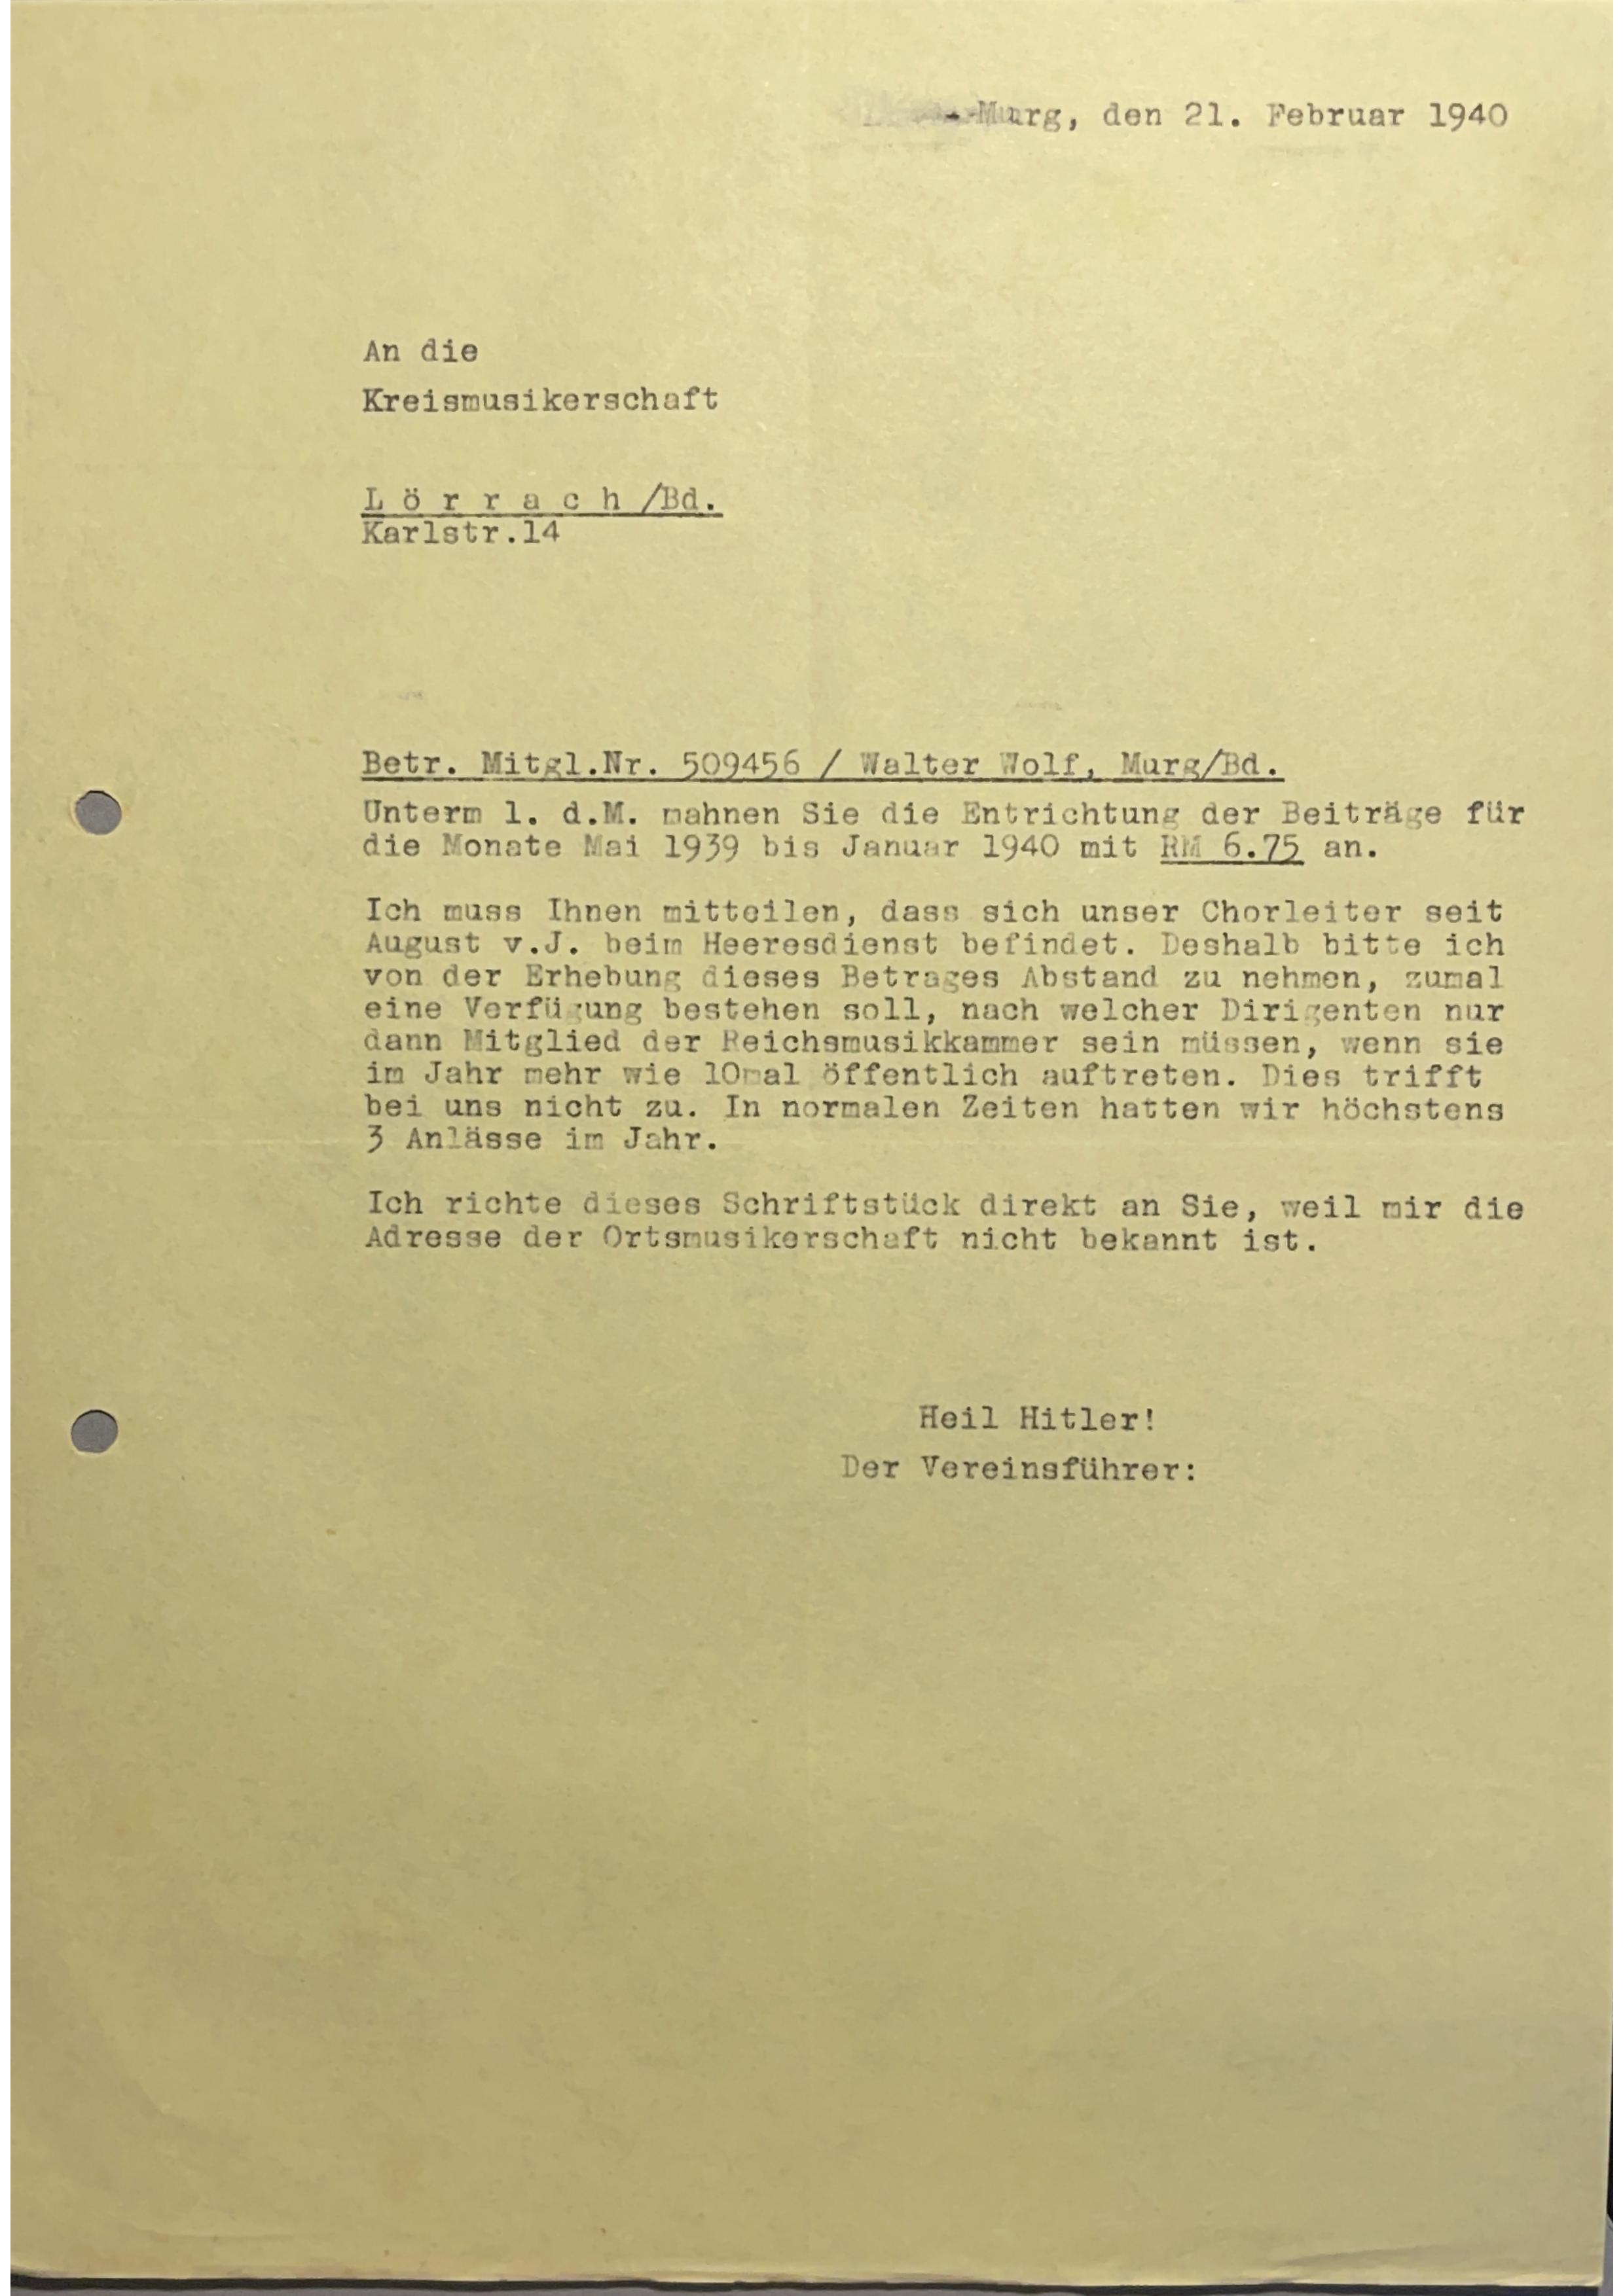 Murg, den 21. Februar 1940
An die
Kreismusikerschaft
Lörrach/Bd.
Karlstr.14
Betr. Mitgl.Nr. 509456 / Walter Wolf, Murg/Bd.
Unterm 1. d.M. mahnen Sie die Entrichtung der Beiträge für
die Monate Mai 1939 bis Januar 1940 mit RM 6.75 an.
Ich muss Ihnen mitteilen, dass sich unser Chorleiter seit
August v.J. beim Heeresdienst befindet. Deshalb bitte ich
von der Erhebung dieses Betrages Abstand zu nehmen, zumal
eine Verfügung bestehen soll, nach welcher Dirigenten nur
dann Mitglied der Reichsmusikkammer sein müssen, wenn sie
im Jahr mehr wie 10mal öffentlich auftreten. Dies trifft
bei uns nicht zu. In normalen Zeiten hatten wir höchstens
3 Anlässe im Jahr.
Ich richte dieses Schriftstück direkt an Sie, weil mir die
Adresse der Ortsmusikerschaft nicht bekannt ist.
Heil Hitler!
Der Vereinsführer: